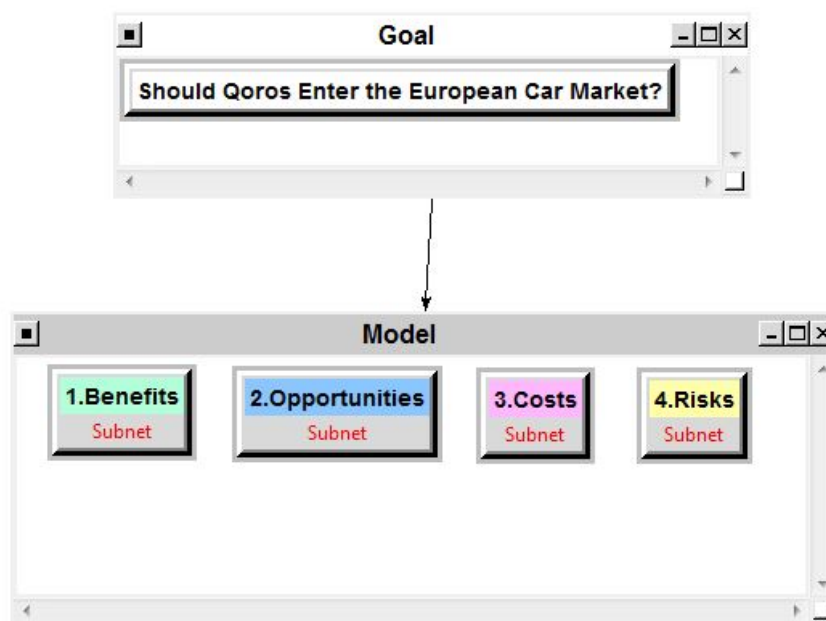 Goal
Should Qoros Enter the European Car Market?
Model
1.Benefits
Subnet
2.Opportunities
Subnet
3.Costs
Subnet
4.Risks
Subnet